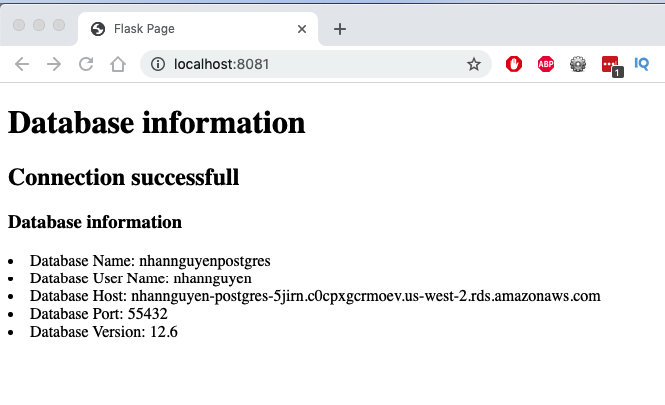 Flask Page
localhost:8081
ABP
1
IQ
Database information
Connection successfull
Database information
Database Name: nhannguyenpostgres
Database User Name: nhannguyen
Database Host: nhannguyen-postgres-5jirn.c0cpxgcrmoev.us-west-2.rds.amazonaws.com
Database Port: 55432
Database Version: 12.6